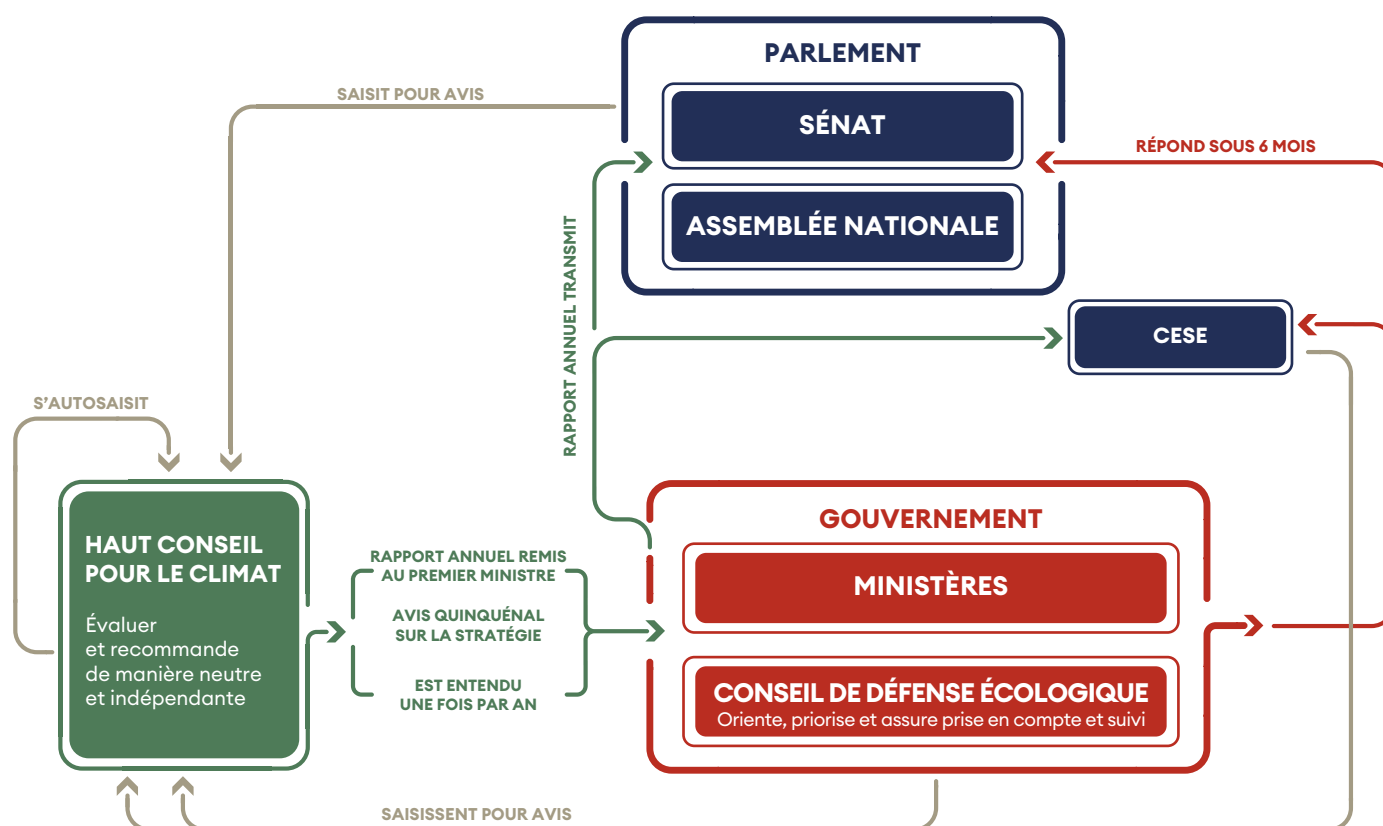 PARLEMENT
SAISIT POUR AVIS
SÉNAT
RÉPOND SOUS 6 MOIS
ASSEMBLÉE NATIONALE
RAPPORT ANNUEL TRANSMIT
CESE
S’AUTOSAISIT
HAUT CONSEIL
POUR LE CLIMAT
Évaluer
et recommande
de manière neutre
et indépendante
RAPPORT ANNUEL REMIS
AU PREMIER MINISTRE
AVIS QUINQUÉNAL
SUR LA STRATÉGIE
EST ENTENDU
UNE FOIS PAR AN
GOUVERNEMENT
MINISTÈRES
CONSEIL DE DÉFENSE ÉCOLOGIQUE
Oriente, priorise et assure prise en compte et suivi
SAISISSENT POUR AVIS